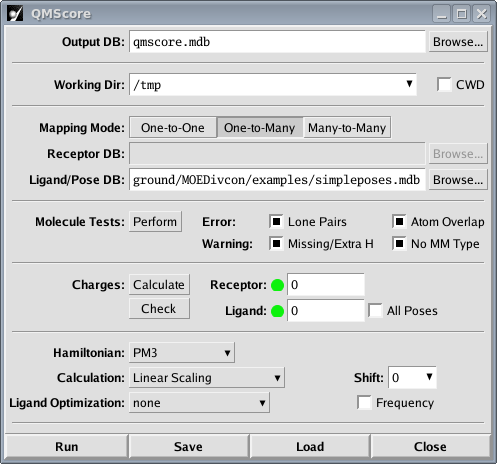 QMScore
Output DB: qmscore.mdb Browse...
Working Dir: /tmp CWD
Mapping Mode: One-to-One One-to-Many Many-to-Many
Receptor DB: Browse...
Ligand/Pose DB: ground/MOEDivcon/examples/simpleposes.mdb Browse...
Molecule Tests: Perform Error: Lone Pairs Atom Overlap
Warning: Missing/Extra H No MM Type
Charges: Calculate Receptor: 0
Check Ligand: 0 All Poses
Hamiltonian: PM3
Calculation: Linear Scaling Shift: 0
Ligand Optimization: none Frequency
Run Save Load Close